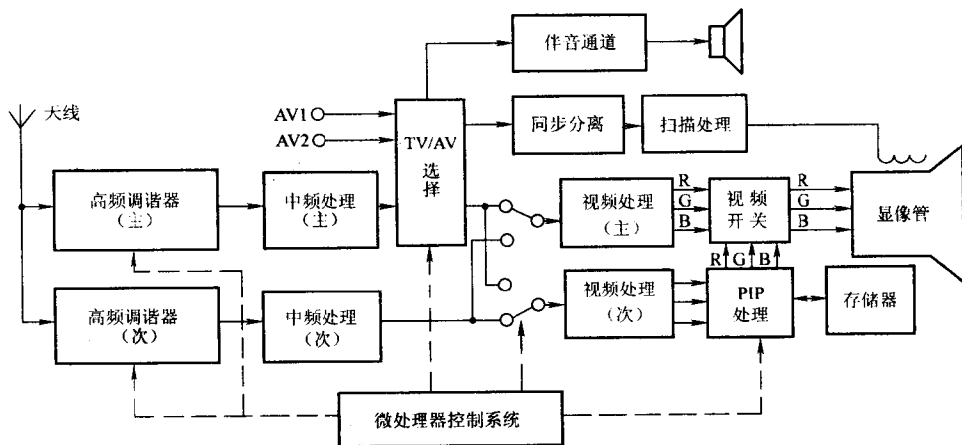 伴音通道
天线
AV1
AV2
TV/AV
选择
同步分离
扫描处理
高频调谐器
(主)
中频处理
(主)
视频处理
(主)
R
G
B
视频
开关
R
G
B
显像管
R G B
高频调谐器
(次)
中频处理
(次)
视频处理
(次)
PIP
处理
存储器
微处理器控制系统